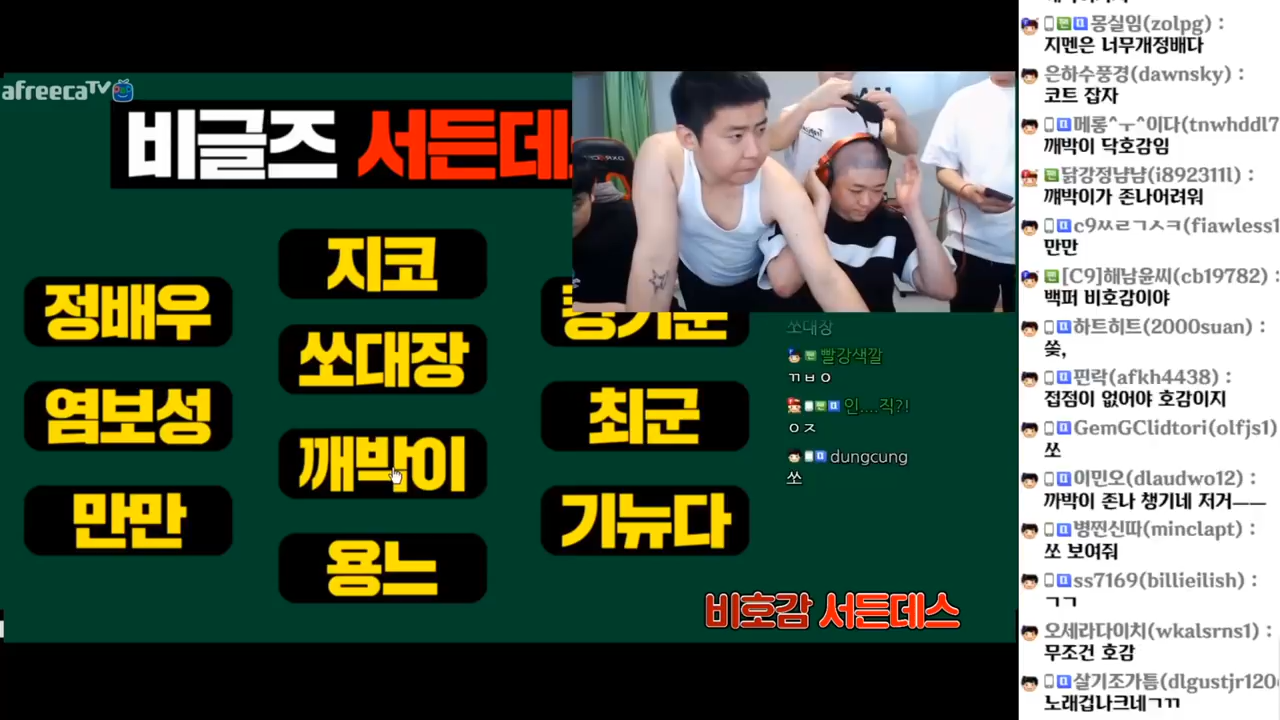 afreecaTV
비글즈 서든데
정배우
염보성
만만
지코
쏘대장
깨박이
용느
최군
기뉴다
비호감 서든데스
쏘대장
빨강색깔
ㄲㅂㅇ
인....직?!
ㅇㅈ
dungcung
쏘
몽실임(zolpg) :
지멘은 너무개정배다
은하수풍경(dawnsky) :
코트 잡자
메롱^ㅜ^이다(tnwhddl7
깨박이 닥호감임
닭강정냠냠(i892311l) :
깨박이가 존나어려워
c9ㅆㄹㄱㅅㅋ(fiawless1
만만
[C9]해남윤씨(cb19782) :
백퍼 비호감이야
하트히트(2000suan) :
쏮,
핀락(afkh4438) :
접점이 없어야 호감이지
GemGClidtori(olfjs1) :
쏘
이민오(dlaudwo12) :
까박이 존나 챙기네 저거ㅡㅡ
병찐신따(minclapt) :
쏘 보여줘
ss7169(billieilish) :
ㄱㄱ
오세라다이치(wkalsrns1) :
무조건 호감
살기조가틈(dlgustjr120
노래겁나크네ㄱㄲ